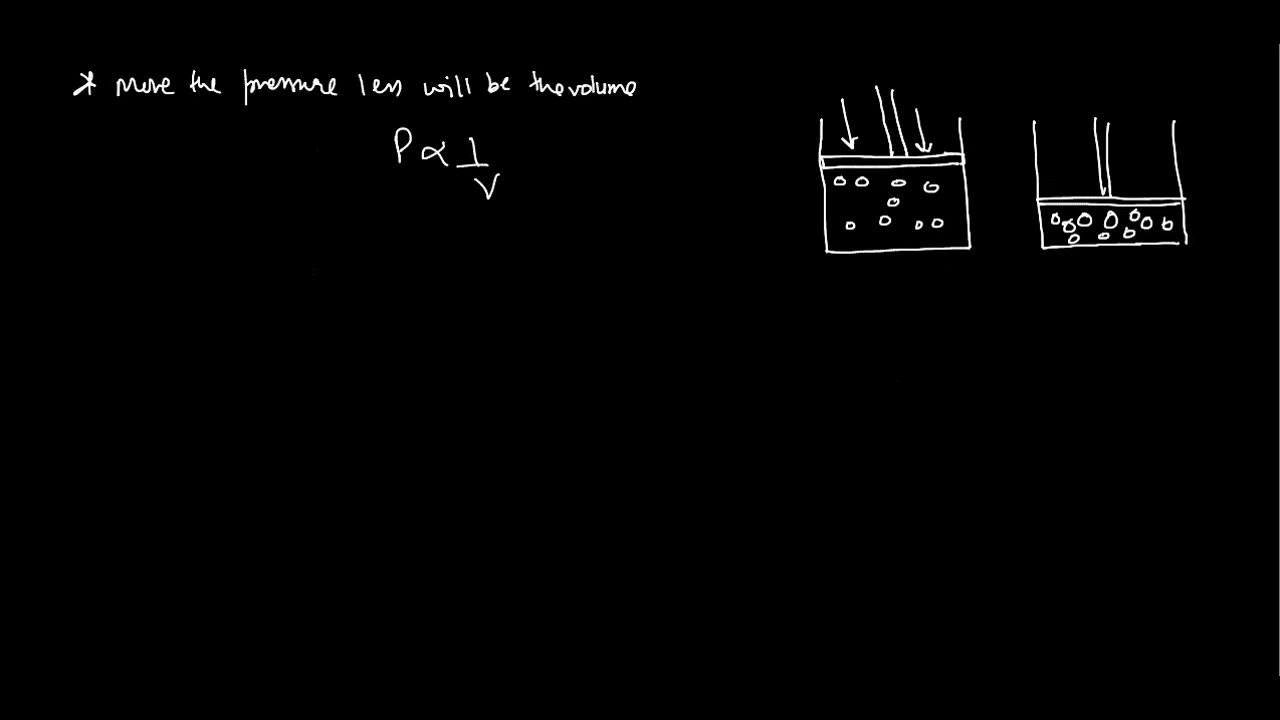 * more the pressure less will be the volume
P ∝ 1/V